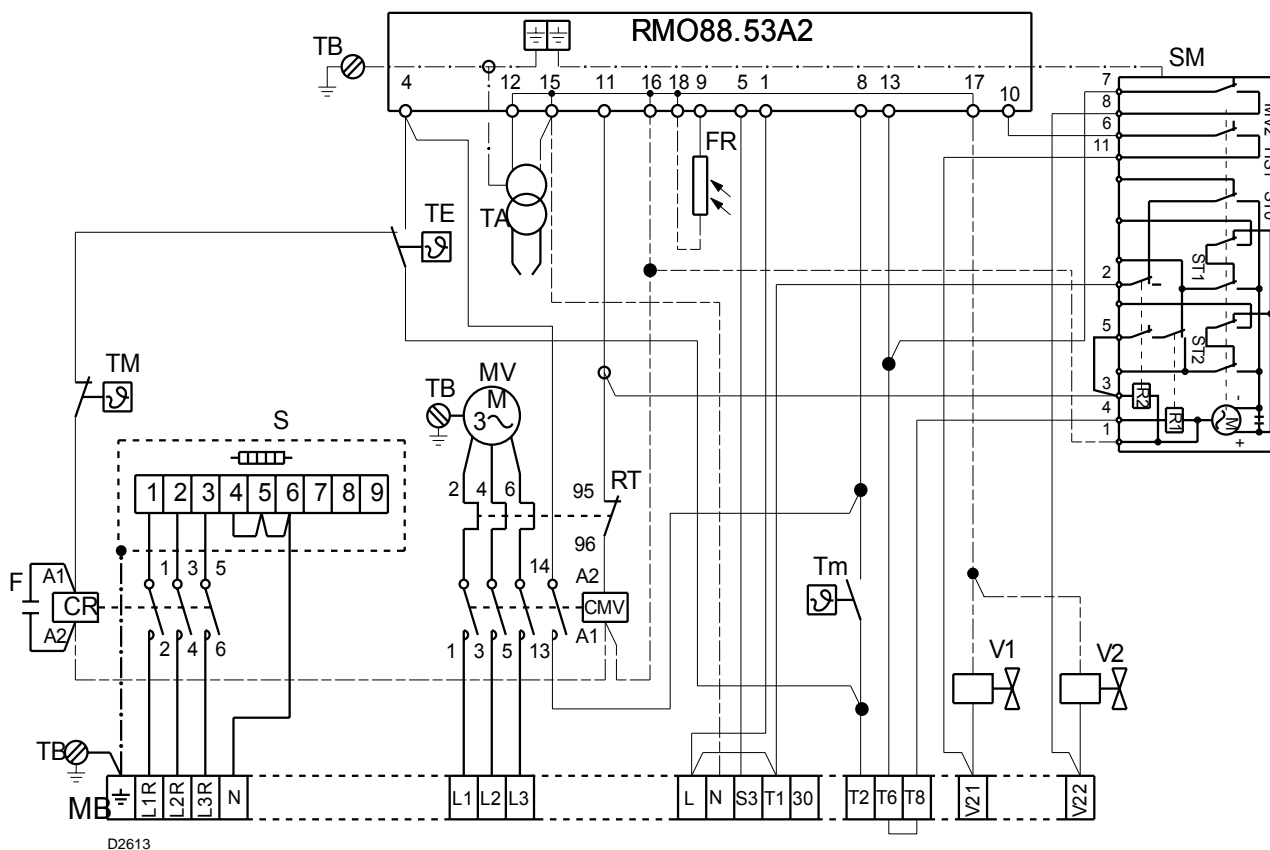 RMO88.53A2
TB
SM
4 12 15 11 16 18 9 5 1 8 13 17 10
7
8
6
11
MV2 HS1 ST0
FR
TE
TA
ST1
2
5
ST2
3
R2
4
R1
M
-
+
1
TM
TB
MV
M
3~
S
RT
1 2 3 4 5 6 7 8 9
2 4 6
95
96
Tm
F
A1
CR
A2
1 3 5
2 4 6
14
A2
CMV
A1
1 3 5 13
V1
V2
TB
MB
L1R L2R L3R N
L1 L2 L3
L N S3 T1 30
T2 T6 T8
V21
V22
D2613